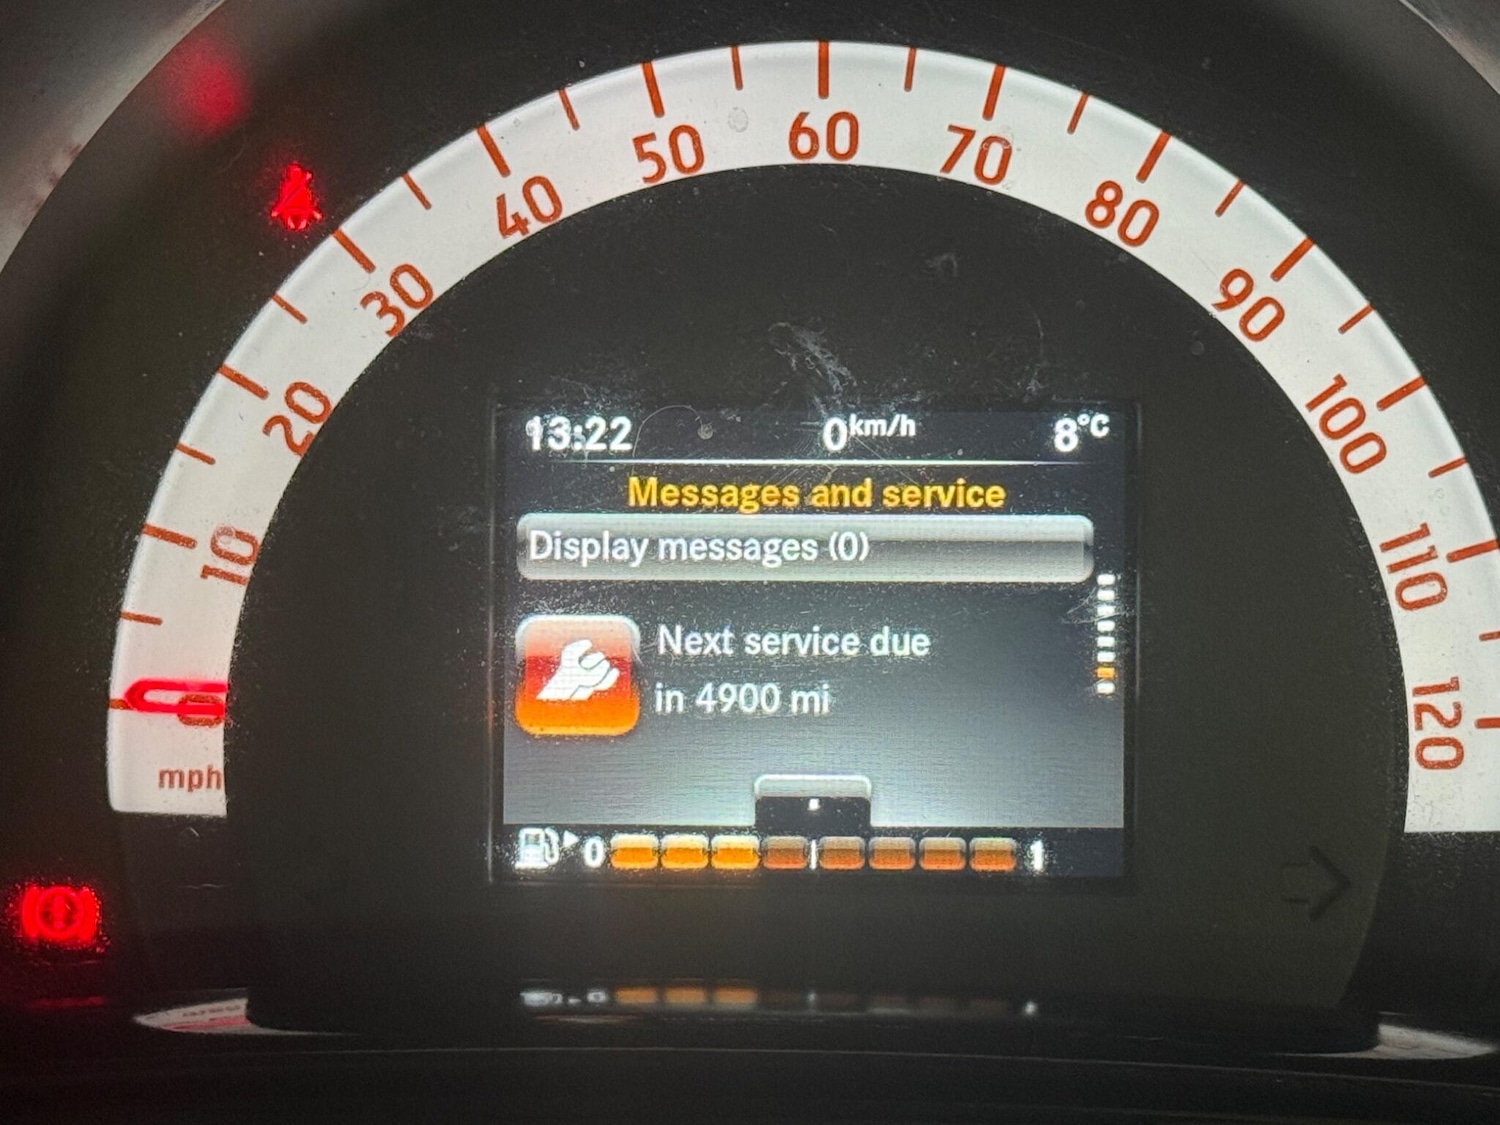 10
20
30
40
50
60
70
80
90
100
110
120
0
mph
13:22 0km/h 8°C
Messages and service
Display messages (0)
Next service due
in 4900 mi
0 1